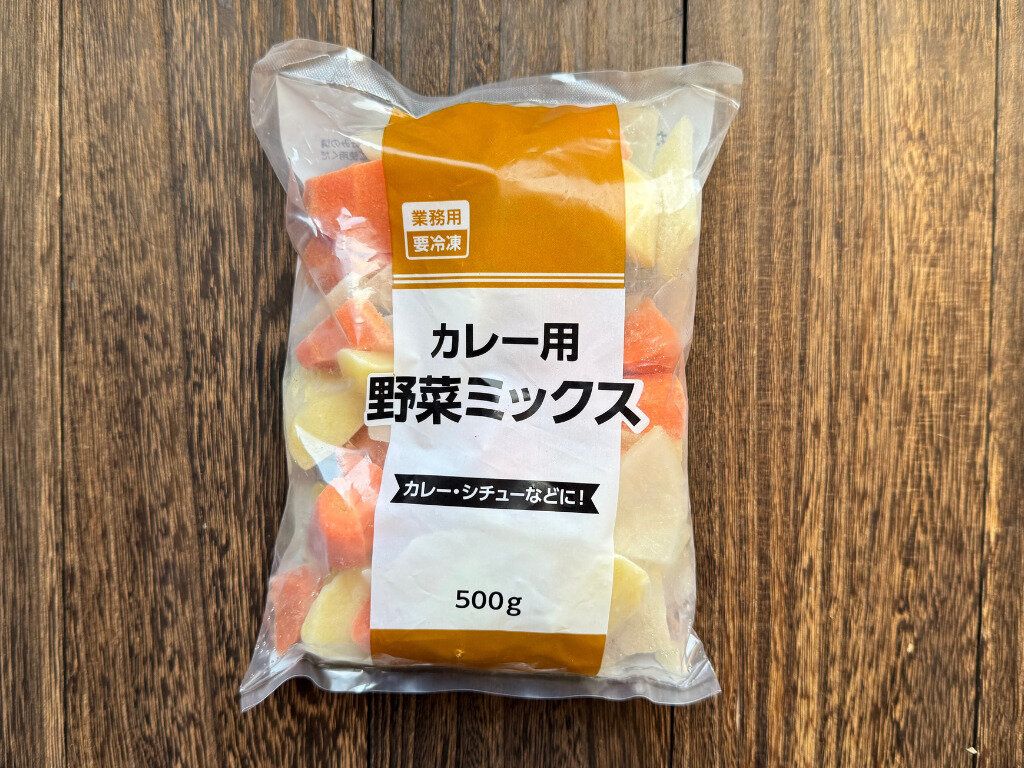 業務用
要冷凍
カレー用
野菜ミックス
カレー・シチューなどに!
500g